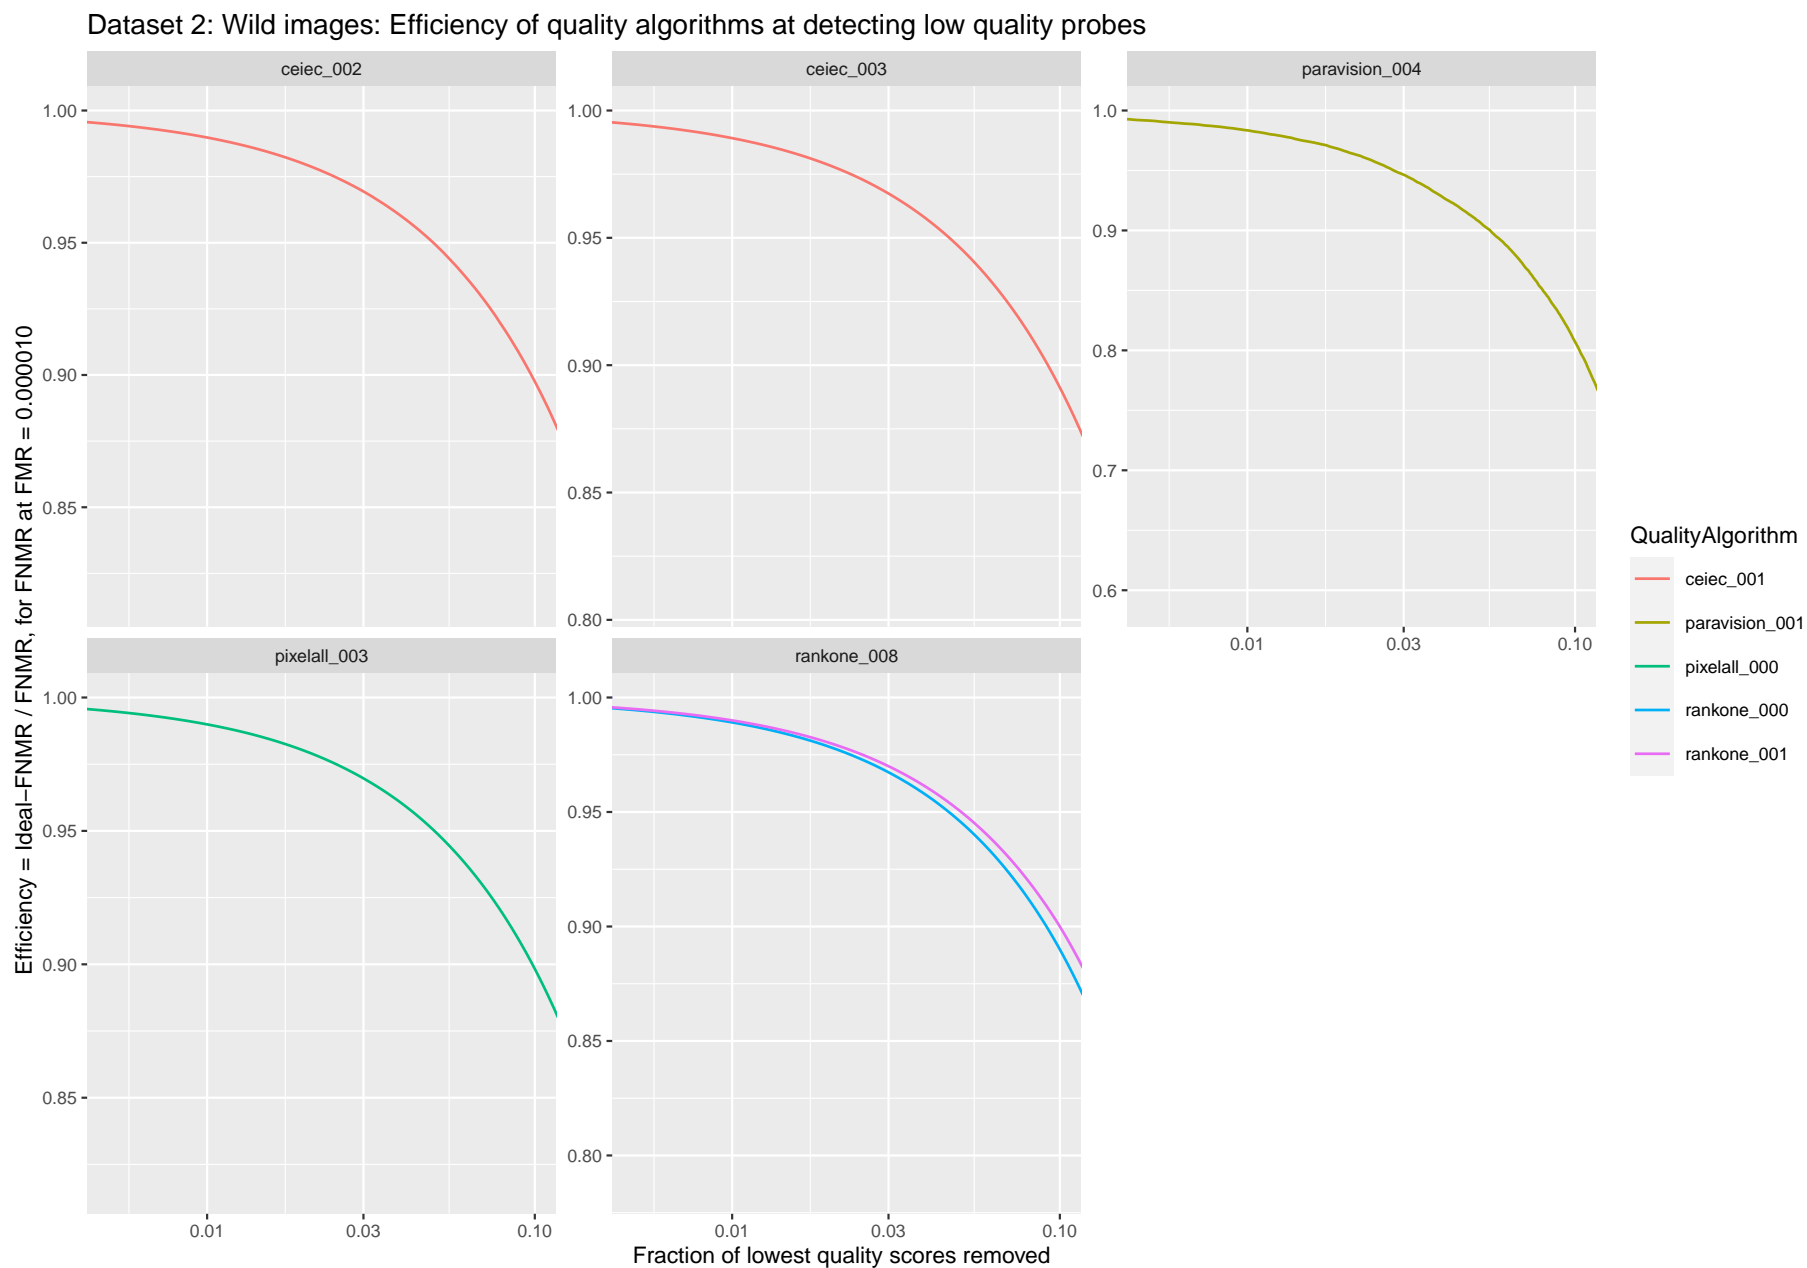 Dataset 2: Wild images: Efficiency of quality algorithms at detecting low quality probes
ceiec_002
ceiec_003
paravision_004
1.00
0.95
0.90
0.85
1.00
0.95
0.90
0.85
0.80
1.0
0.9
0.8
0.7
0.6
0.01
0.03
0.10
Efficiency = Ideal−FNMR / FNMR, for FNMR at FMR = 0.000010
pixelall_003
rankone_008
1.00
0.95
0.90
0.85
1.00
0.95
0.90
0.85
0.80
0.01
0.03
0.10
0.01
0.03
0.10
Fraction of lowest quality scores removed
QualityAlgorithm
ceiec_001
paravision_001
pixelall_000
rankone_000
rankone_001